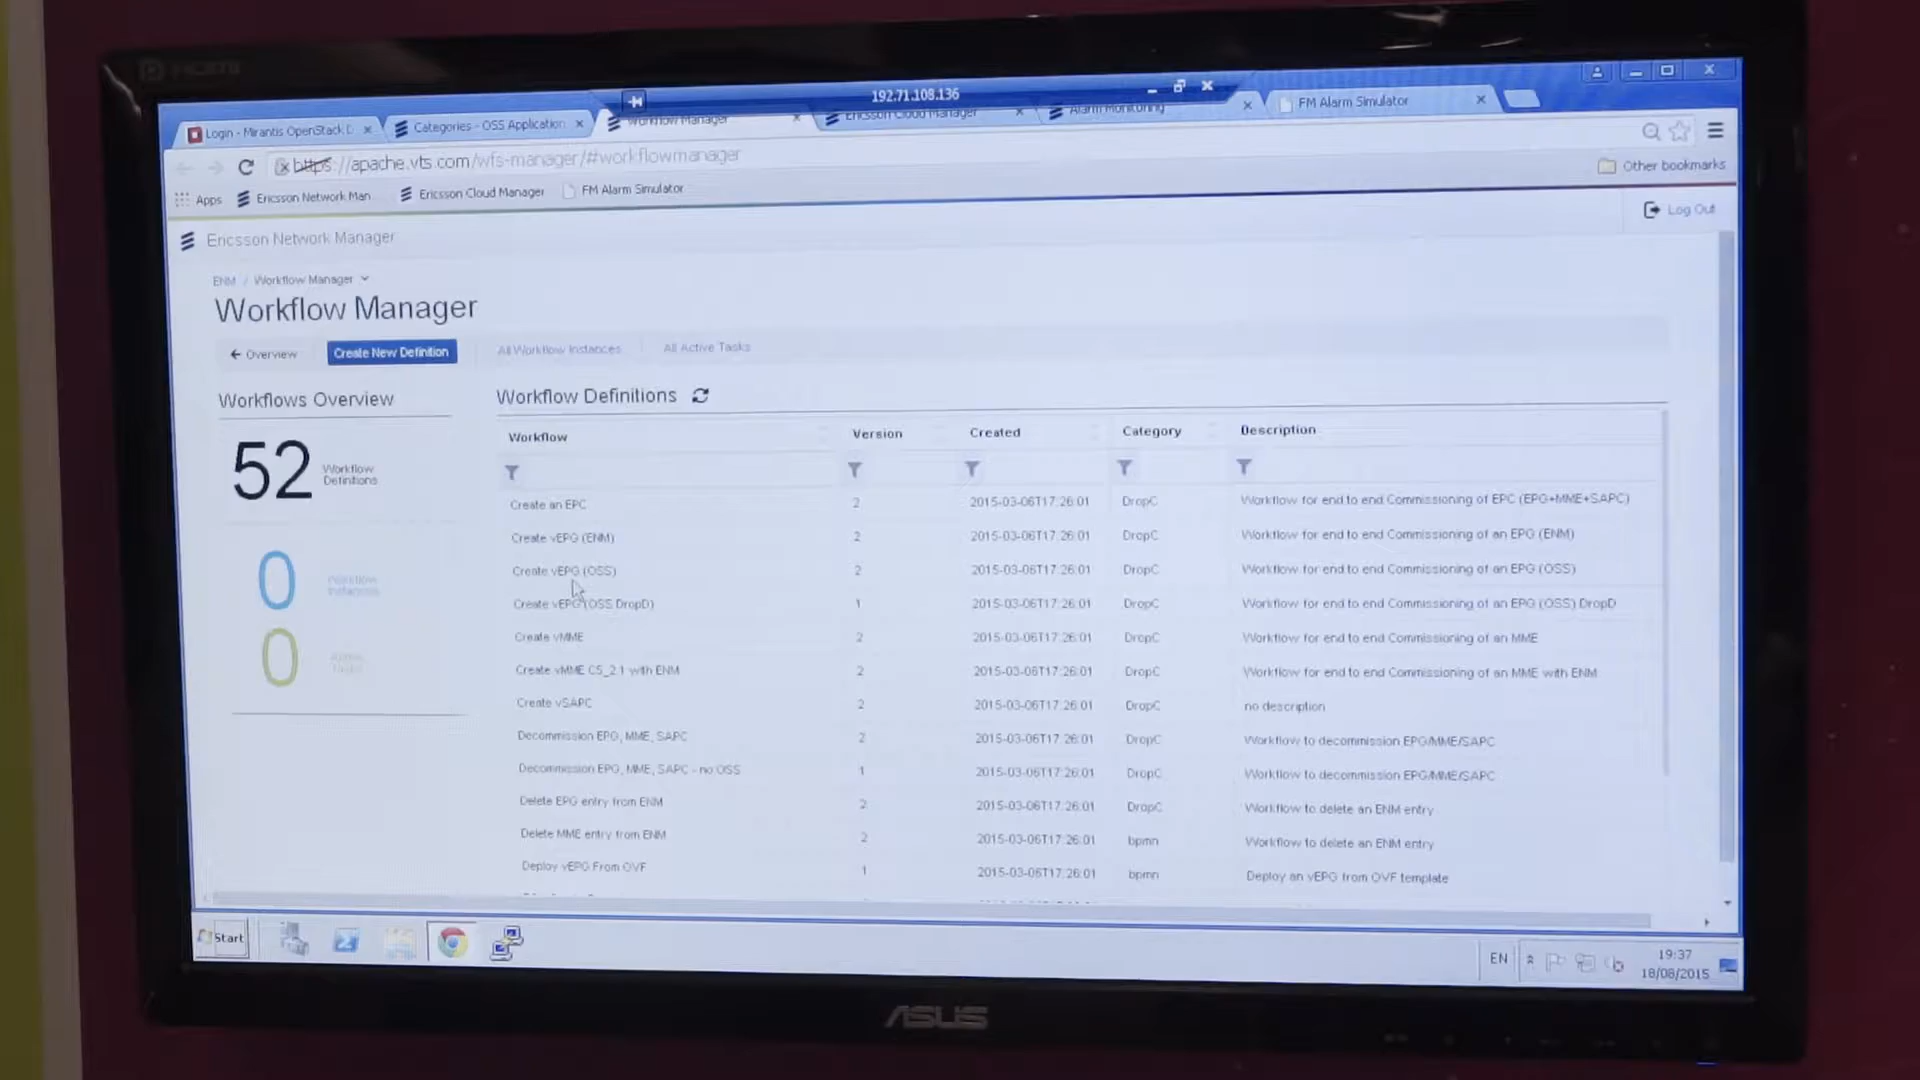 192.71.108.136
Login - Mirantis OpenStack D
Categories - OSS Application
Workflow Manager
Ericsson Cloud Manager
Alarm Monitoring
FM Alarm Simulator
https://apache.vts.com/wfs-manager/#workflowmanager
Apps
Ericsson Network Man
Ericsson Cloud Manager
FM Alarm Simulator
Other bookmarks
Ericsson Network Manager
Log Out
ENM / Workflow Manager
Workflow Manager
Overview
Create New Definition
All Workflow Instances
All Active Tasks
Workflows Overview
52 Workflow Definitions
0 Workflow Instances
0 Active Tasks
Workflow Definitions
Workflow Version Created Category Description
Create an EPC 2 2015-03-06T17:26:01 DropC Workflow for end to end Commissioning of EPC (EPG+MME+SAPC)
Create vEPG (ENM) 2 2015-03-06T17:26:01 DropC Workflow for end to end Commissioning of an EPG (ENM)
Create vEPG (OSS) 2 2015-03-06T17:26:01 DropC Workflow for end to end Commissioning of an EPG (OSS)
Create vEPG (OSS DropD) 1 2015-03-06T17:26:01 DropC Workflow for end to end Commissioning of an EPG (OSS) DropD
Create vMME 2 2015-03-06T17:26:01 DropC Workflow for end to end Commissioning of an MME
Create vMME CS_2.1 with ENM 2 2015-03-06T17:26:01 DropC Workflow for end to end Commissioning of an MME with ENM
Create vSAPC 2 2015-03-06T17:26:01 DropC no description
Decommission EPG, MME, SAPC 2 2015-03-06T17:26:01 DropC Workflow to decommission EPG/MME/SAPC
Decommission EPG, MME, SAPC - no OSS 1 2015-03-06T17:26:01 DropC Workflow to decommission EPG/MME/SAPC
Delete EPG entry from ENM 2 2015-03-06T17:26:01 DropC Workflow to delete an ENM entry
Delete MME entry from ENM 2 2015-03-06T17:26:01 bpmn Workflow to delete an ENM entry
Deploy vEPG From OVF 1 2015-03-06T17:26:01 bpmn Deploy an vEPG from OVF template
Start
EN
19:37
18/08/2015
ASUS